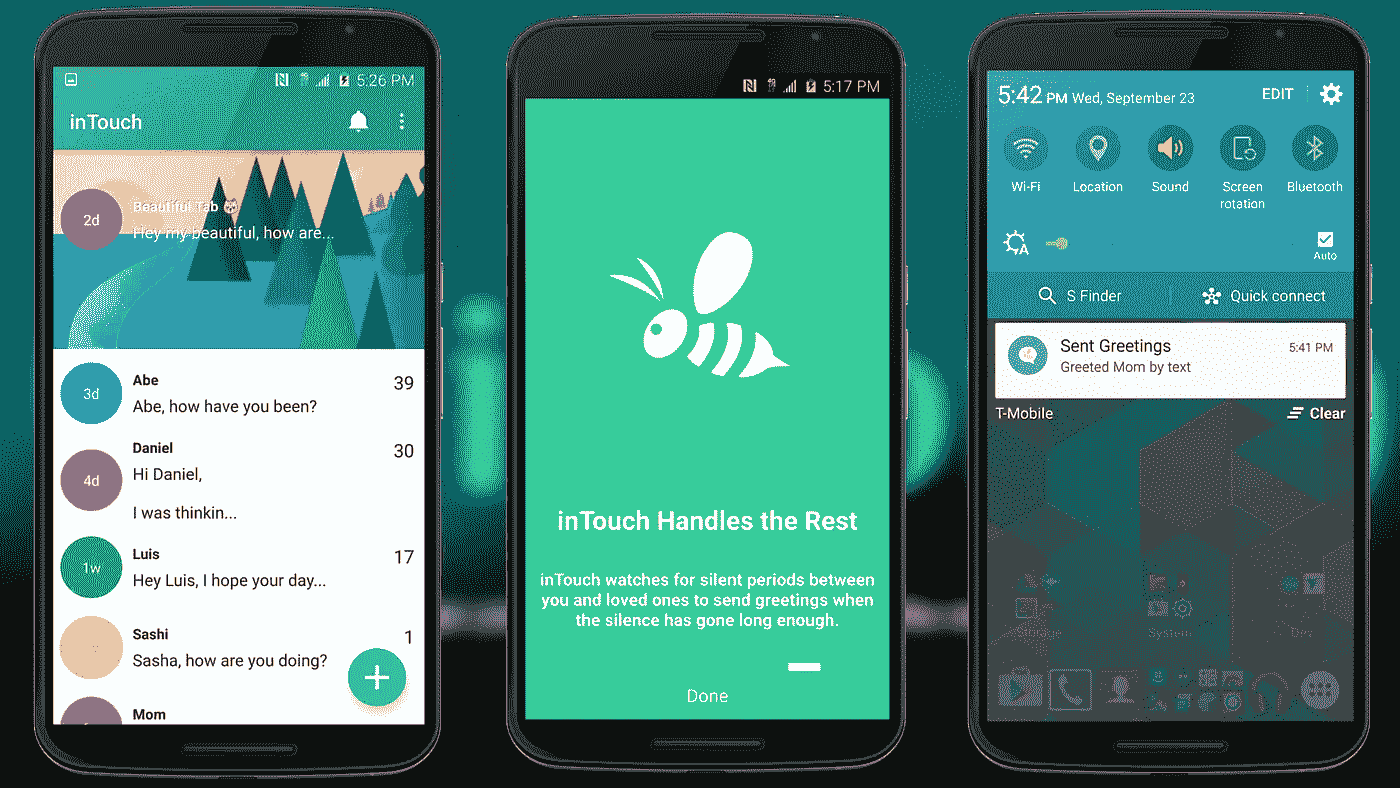 5:26 PM
inTouch
2d
Beautiful Tab
Hey my beautiful, how are...
3d
Abe
39
Abe, how have you been?
Daniel
30
4d
Hi Daniel,
I was thinkin...
Luis
17
1w
Hey Luis, I hope your day...
Sashi
1
Sasha, how are you doing?
Mom
5:17 PM
inTouch Handles the Rest
inTouch watches for silent periods between
you and loved ones to send greetings when
the silence has gone long enough.
Done
5:42 PM Wed, September 23
EDIT
Wi-Fi
Location
Sound
Screen
rotation
Bluetooth
A
Auto
S Finder
Quick connect
Sent Greetings
5:41 PM
Greeted Mom by text
T-Mobile
Clear
System